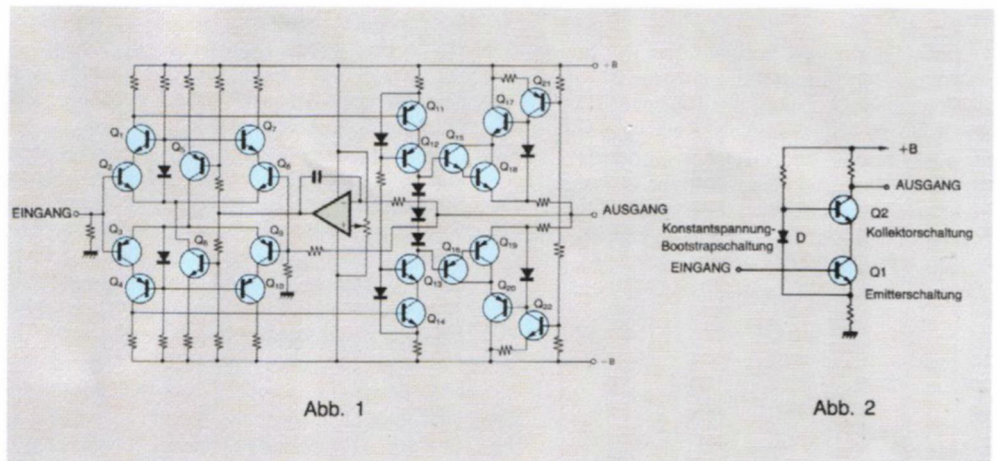 +B
Q21
Q11
Q17
Q1
Q7
Q5
Q12
Q15
Q2
Q8
Q18
EINGANG
AUSGANG
Q3
Q6
Q9
Q16
Q19
Q4
Q10
Q13
Q20
Q22
Q14
-B
Abb. 1
+B
AUSGANG
Q2
Kollektorschaltung
Konstantspannung-
Bootstrapschaltung
D
EINGANG
Q1
Emitterschaltung
Abb. 2